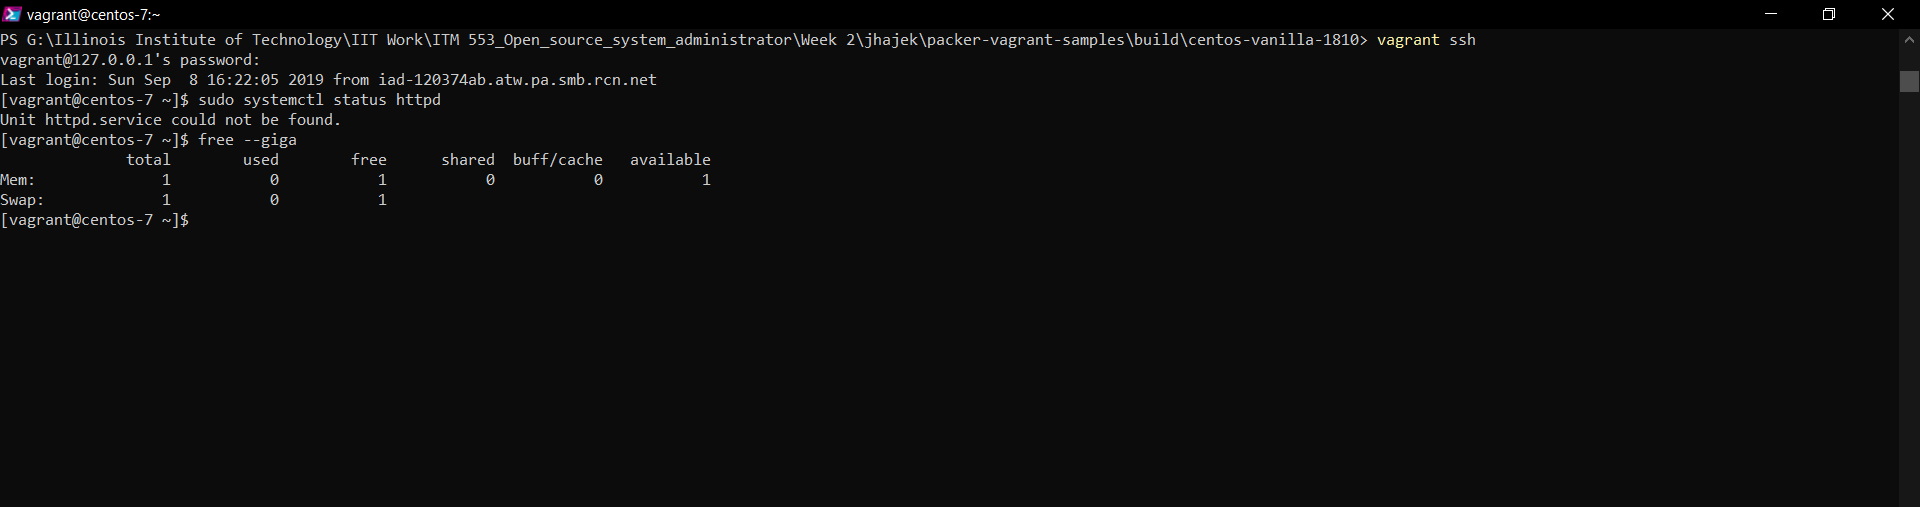 vagrant@centos-7:~
PS G:\Illinois Institute of Technology\IIT Work\ITM 553_Open_source_system_administrator\Week 2\jhajek\packer-vagrant-samples\build\centos-vanilla-1810> vagrant ssh
vagrant@127.0.0.1's password:
Last login: Sun Sep  8 16:22:05 2019 from iad-120374ab.atw.pa.smb.rcn.net
[vagrant@centos-7 ~]$ sudo systemctl status httpd
Unit httpd.service could not be found.
[vagrant@centos-7 ~]$ free --giga
              total        used        free      shared  buff/cache   available
Mem:              1           0           1           0           0           1
Swap:             1           0           1
[vagrant@centos-7 ~]$